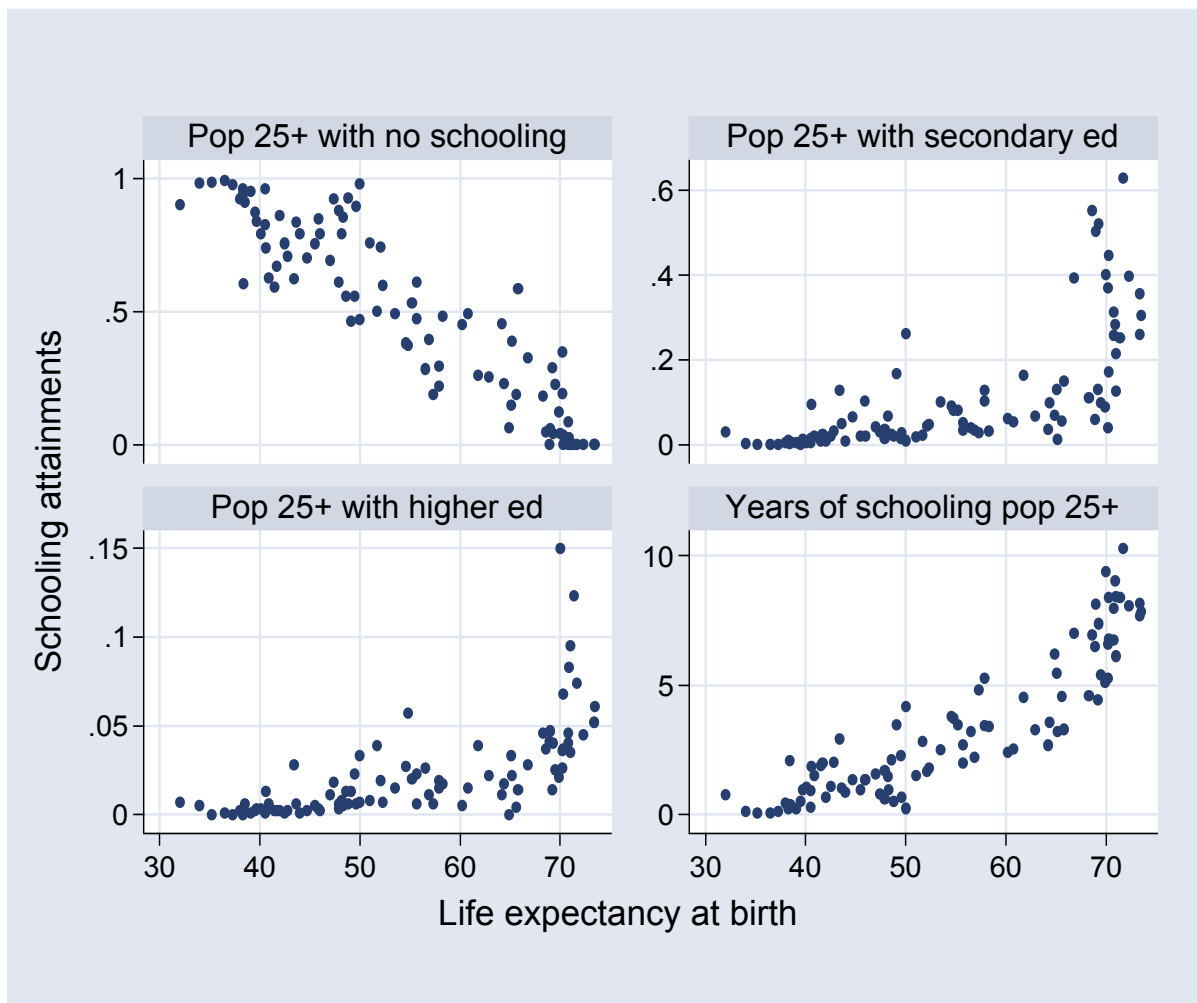 Pop 25+ with no schooling
Pop 25+ with secondary ed
1
.5
0
.6
.4
.2
0
Pop 25+ with higher ed
Years of schooling pop 25+
.15
.1
.05
0
10
5
0
30 40 50 60 70
30 40 50 60 70
Schooling attainments
Life expectancy at birth